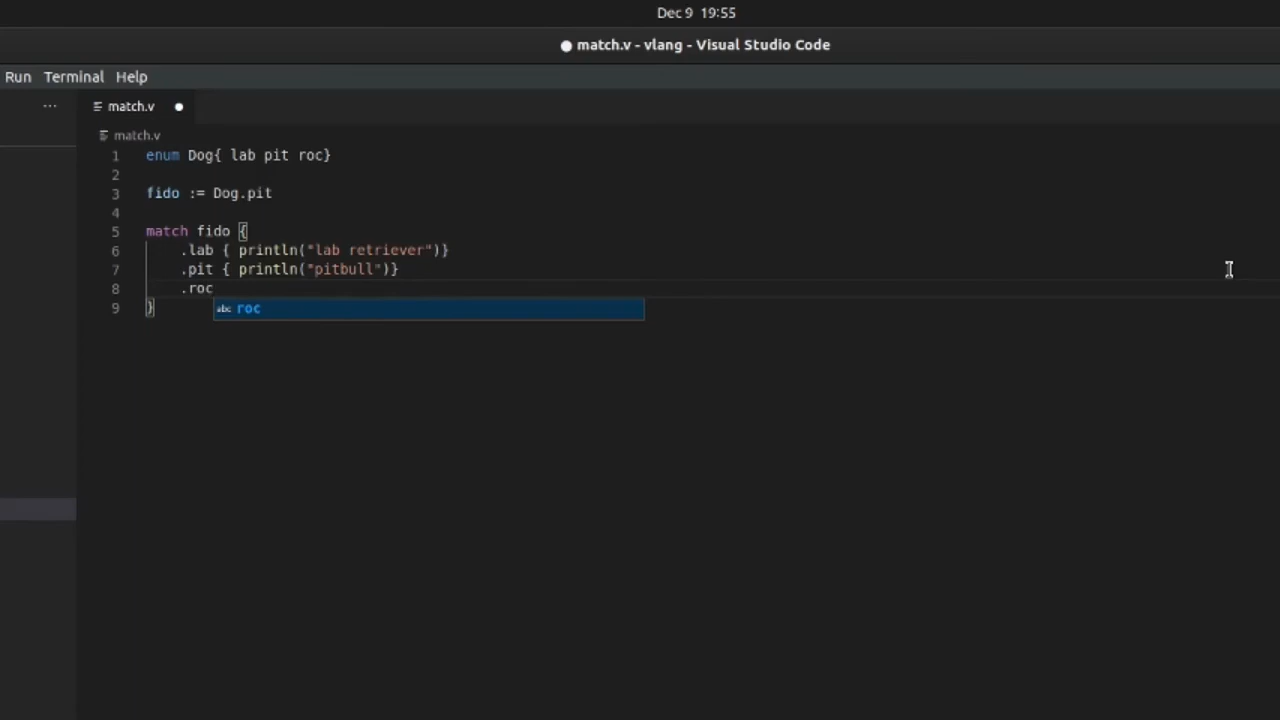 Dec 9 19:55
● match.v - vlang - Visual Studio Code
Run Terminal Help
··· match.v ●
match.v
1 enum Dog{ lab pit roc}
2
3 fido := Dog.pit
4
5 match fido {
6 .lab { println("lab retriever")}
7 .pit { println("pitbull")}
8 .roc
9 }
abc roc